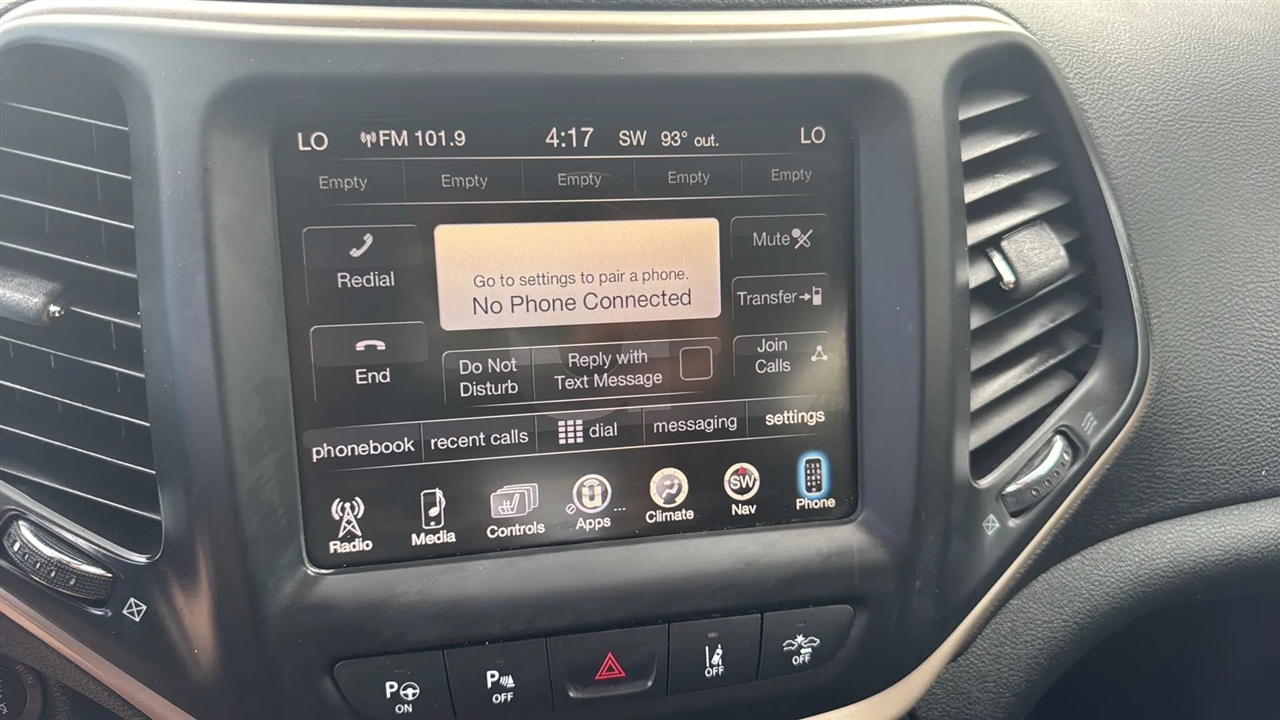 LO FM 101.9 4:17 SW 93° out. LO
Empty Empty Empty Empty Empty
Redial
Go to settings to pair a phone.
No Phone Connected
Mute
Transfer
End
Do Not
Disturb
Reply with
Text Message
Join
Calls
phonebook recent calls dial messaging settings
SW
Radio Media Controls Apps ... Climate Nav Phone
P ON
P OFF
OFF
OFF